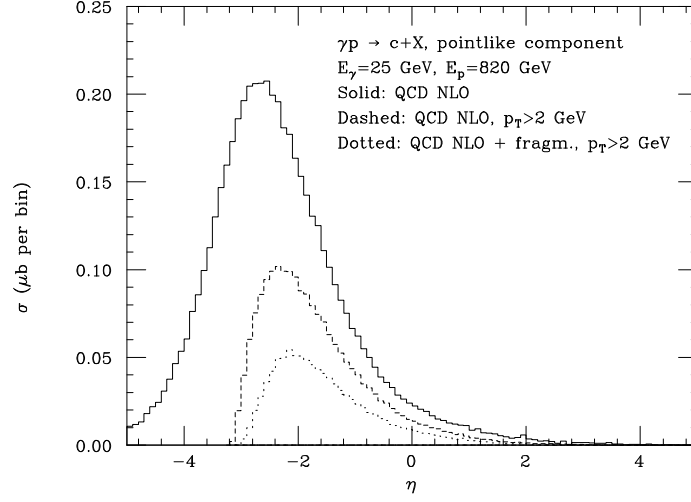 0.25
γp → c+X, pointlike component
E_γ=25 GeV, E_p=820 GeV
Solid: QCD NLO
Dashed: QCD NLO, p_T>2 GeV
Dotted: QCD NLO + fragm., p_T>2 GeV
0.20
0.15
0.10
0.05
0.00
σ (μb per bin)
−4 −2 0 2 4
η